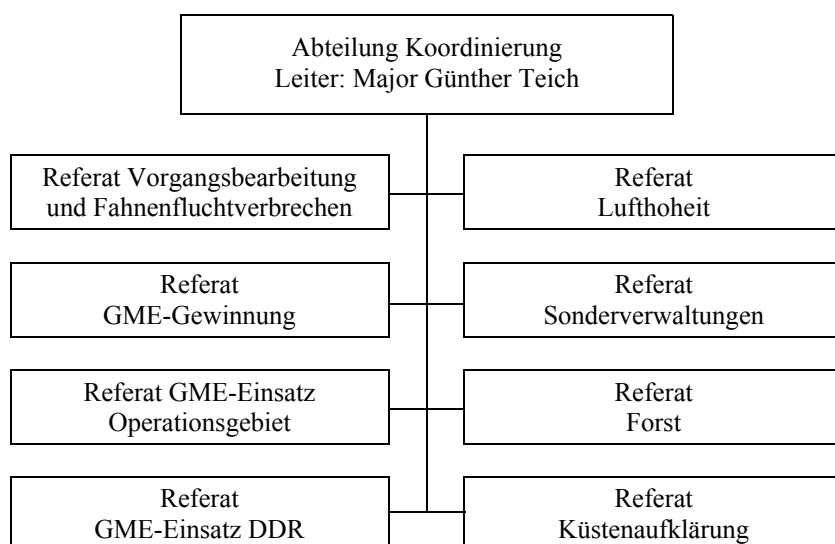 Abteilung Koordinierung
Leiter: Major Günther Teich
Referat Vorgangsbearbeitung
und Fahnenfluchtverbrechen
Referat
Lufthoheit
Referat
GME-Gewinnung
Referat
Sonderverwaltungen
Referat GME-Einsatz
Operationsgebiet
Referat
Forst
Referat
GME-Einsatz DDR
Referat
Küstenaufklärung